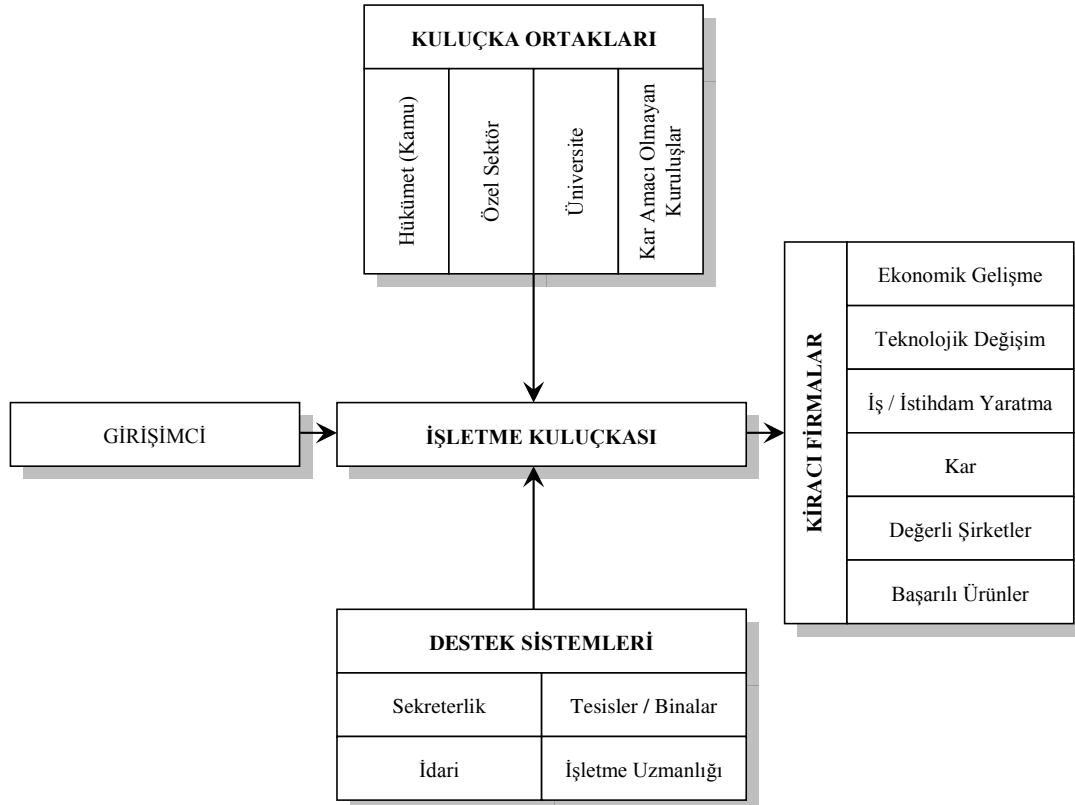 KULUÇKA ORTAKLARI
Hükümet (Kamu)
Özel Sektör
Üniversite
Kar Amacı Olmayan
Kuruluşlar
GİRİŞİMCİ
İŞLETME KULUÇKASI
KİRACI FİRMALAR
Ekonomik Gelişme
Teknolojik Değişim
İş / İstihdam Yaratma
Kar
Değerli Şirketler
Başarılı Ürünler
DESTEK SİSTEMLERİ
Sekreterlik
Tesisler / Binalar
İdari
İşletme Uzmanlığı